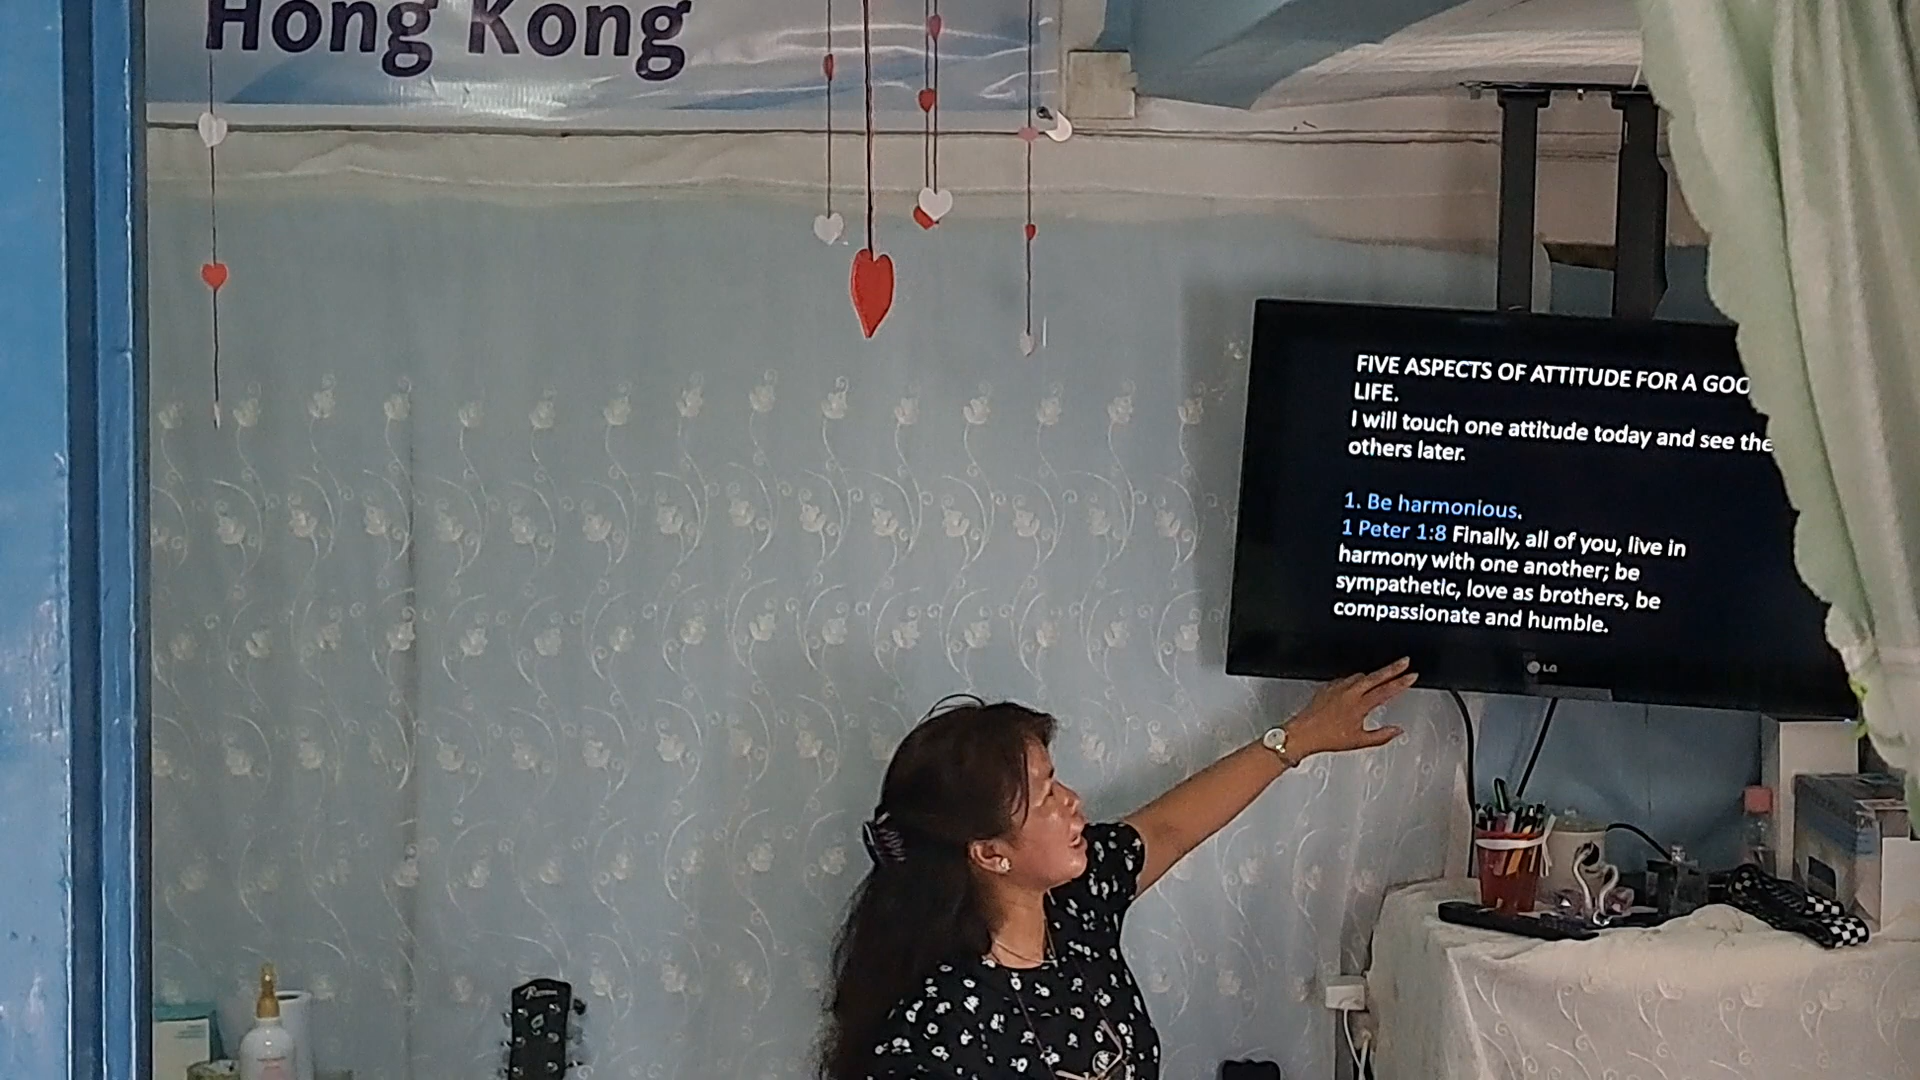 Hong Kong
FIVE ASPECTS OF ATTITUDE FOR A GOO
LIFE.
I will touch one attitude today and see the
others later.
1. Be harmonious.
1 Peter 1:8 Finally, all of you, live in
harmony with one another; be
sympathetic, love as brothers, be
compassionate and humble.
LG